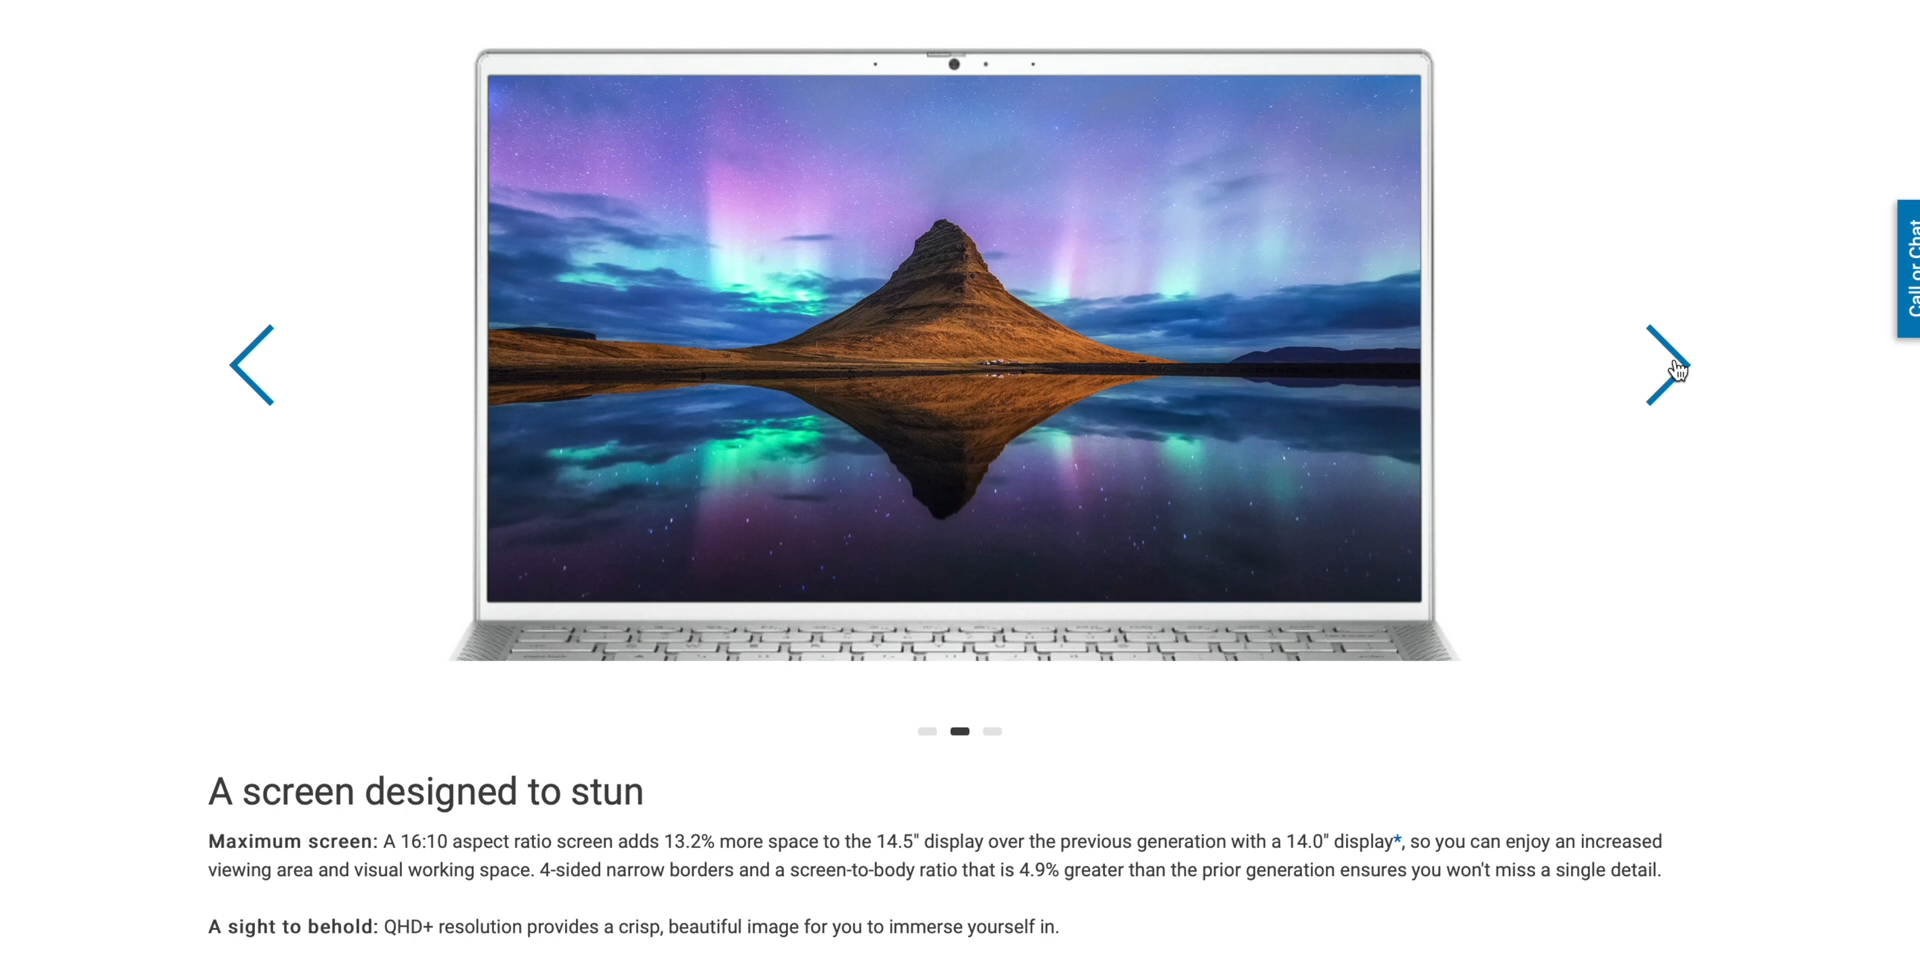 Call or Chat
A screen designed to stun
Maximum screen: A 16:10 aspect ratio screen adds 13.2% more space to the 14.5" display over the previous generation with a 14.0" display*, so you can enjoy an increased
viewing area and visual working space. 4-sided narrow borders and a screen-to-body ratio that is 4.9% greater than the prior generation ensures you won't miss a single detail.
A sight to behold: QHD+ resolution provides a crisp, beautiful image for you to immerse yourself in.